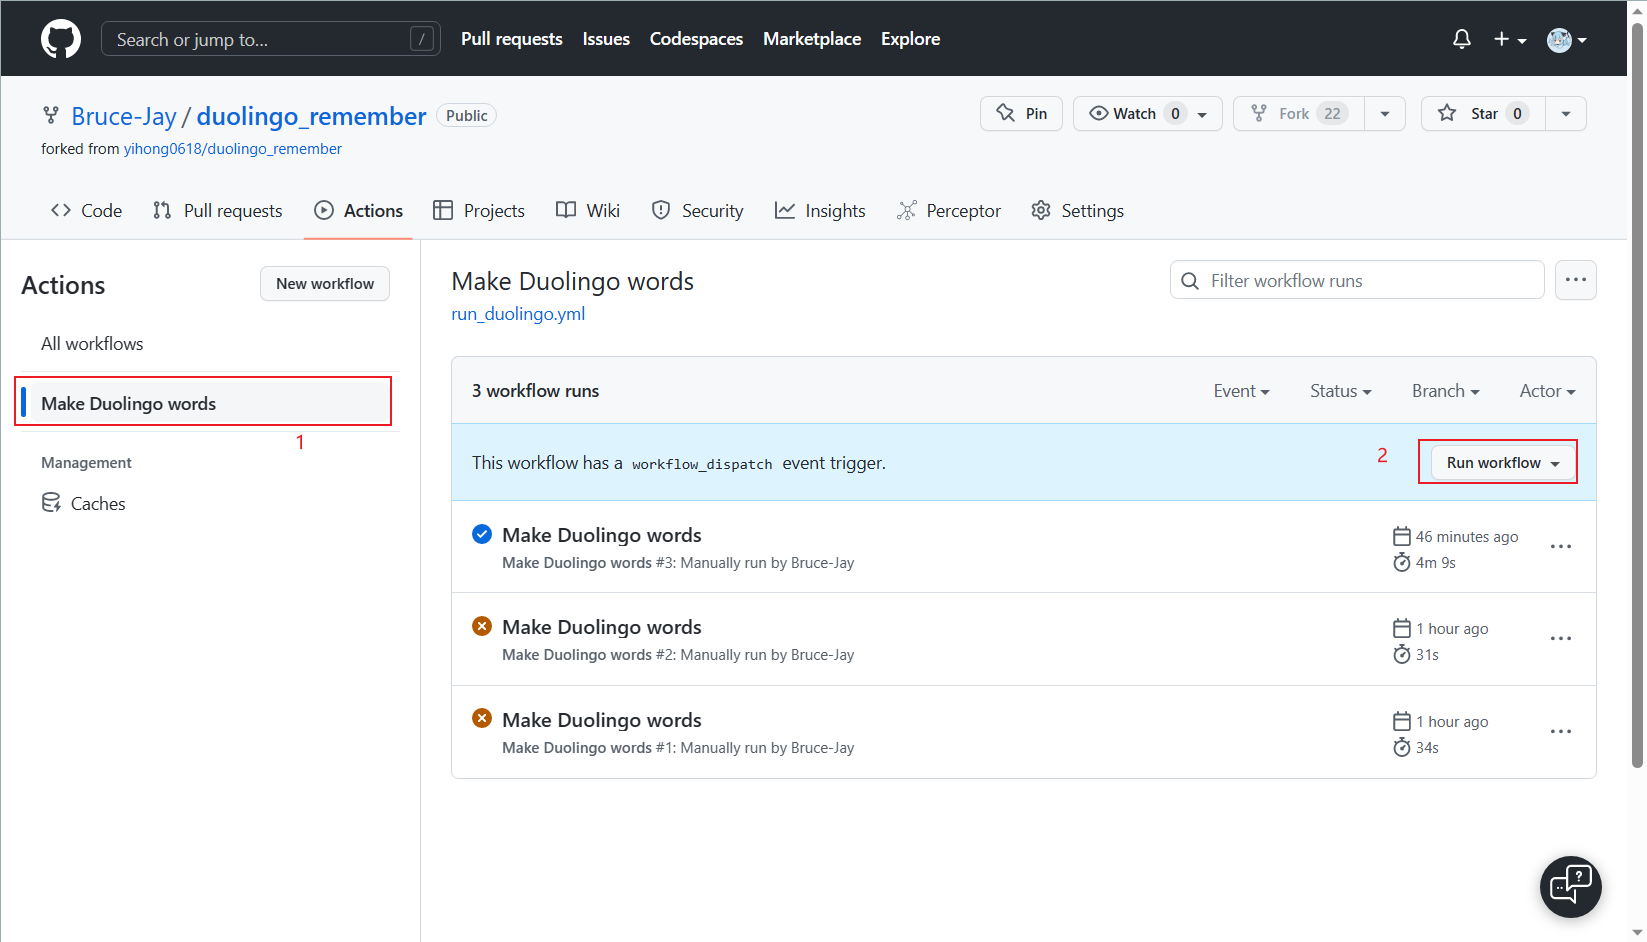 Search or jump to... / Pull requests Issues Codespaces Marketplace Explore
Bruce-Jay / duolingo_remember Public Pin Watch 0 Fork 22 Star 0
forked from yihong0618/duolingo_remember
Code Pull requests Actions Projects Wiki Security Insights Perceptor Settings
Actions New workflow
All workflows
Make Duolingo words
1
Management
Caches
Make Duolingo words Filter workflow runs
run_duolingo.yml
3 workflow runs Event Status Branch Actor
This workflow has a workflow_dispatch event trigger. 2 Run workflow
Make Duolingo words 46 minutes ago
Make Duolingo words #3: Manually run by Bruce-Jay 4m 9s
Make Duolingo words 1 hour ago
Make Duolingo words #2: Manually run by Bruce-Jay 31s
Make Duolingo words 1 hour ago
Make Duolingo words #1: Manually run by Bruce-Jay 34s